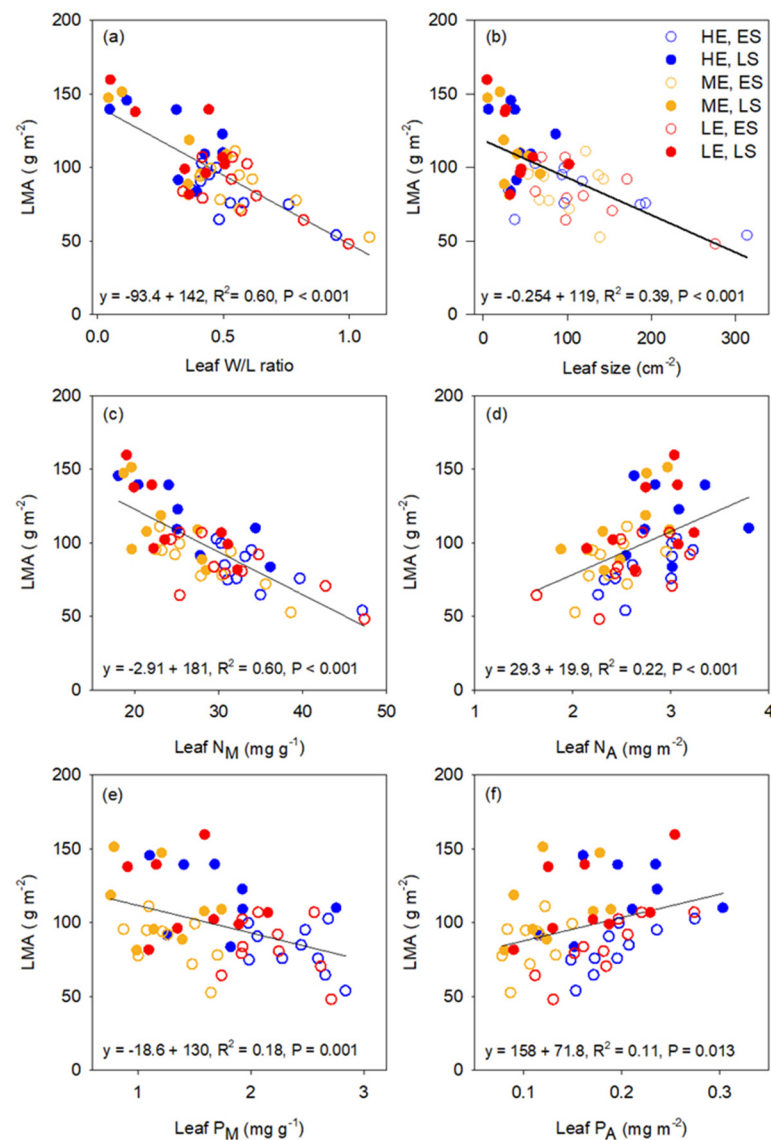 (a)
LMA (g m-2)
200
150
100
50
0
y = -93.4 + 142, R2= 0.60, P < 0.001
0.0 0.5 1.0
Leaf W/L ratio
(b)
HE, ES
HE, LS
ME, ES
ME, LS
LE, ES
LE, LS
LMA (g m-2)
200
150
100
50
0
y = -0.254 + 119, R2 = 0.39, P < 0.001
0 100 200 300
Leaf size (cm-2)
(c)
LMA (g m-2)
200
150
100
50
0
y = -2.91 + 181, R2 = 0.60, P < 0.001
20 30 40 50
Leaf NM (mg g-1)
(d)
LMA (g m-2)
200
150
100
50
0
y = 29.3 + 19.9, R2 = 0.22, P < 0.001
1 2 3 4
Leaf NA (mg m-2)
(e)
LMA (g m-2)
200
150
100
50
0
y = -18.6 + 130, R2 = 0.18, P = 0.001
1 2 3
Leaf PM (mg g-1)
(f)
LMA (g m-2)
200
150
100
50
0
y = 158 + 71.8, R2 = 0.11, P = 0.013
0.1 0.2 0.3
Leaf PA (mg m-2)